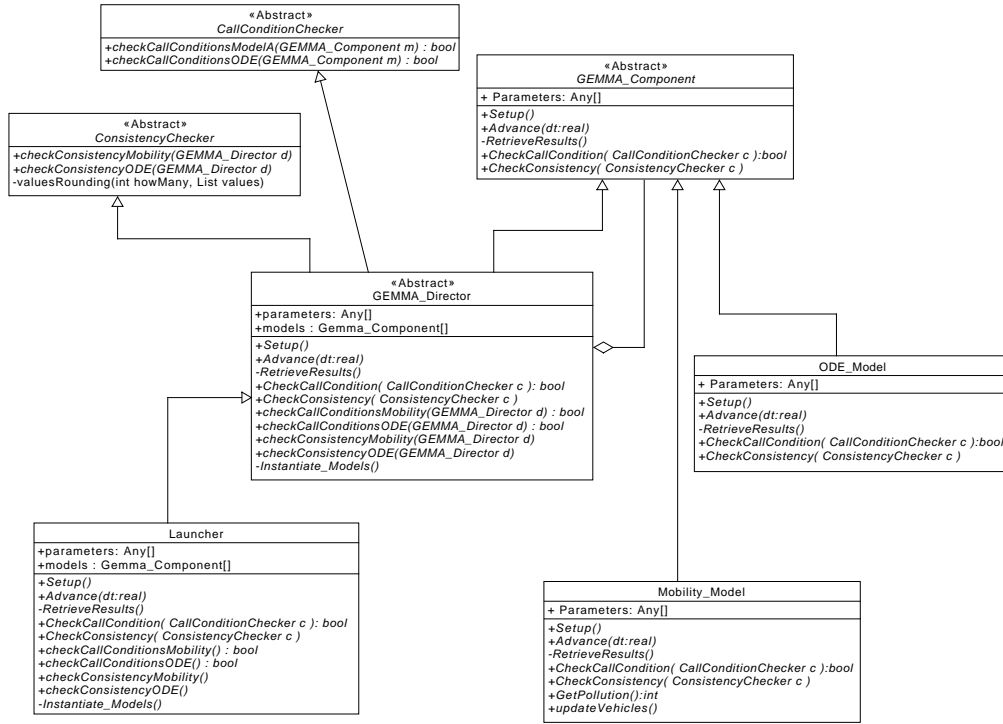 «Abstract»
CallConditionChecker
+checkCallConditionsModelA(GEMMA_Component m) : bool
+checkCallConditionsODE(GEMMA_Component m) : bool
«Abstract»
GEMMA_Component
+ Parameters: Any[]
+Setup()
+Advance(dt:real)
-RetrieveResults()
+CheckCallCondition( CallConditionChecker c ):bool
+CheckConsistency( ConsistencyChecker c )
«Abstract»
ConsistencyChecker
+checkConsistencyMobility(GEMMA_Director d)
+checkConsistencyODE(GEMMA_Director d)
-valuesRounding(int howMany, List values)
«Abstract»
GEMMA_Director
+parameters: Any[]
+models : Gemma_Component[]
+Setup()
+Advance(dt:real)
-RetrieveResults()
+CheckCallCondition( CallConditionChecker c ): bool
+CheckConsistency( ConsistencyChecker c )
+checkCallConditionsMobility(GEMMA_Director d) : bool
+checkCallConditionsODE(GEMMA_Director d) : bool
+checkConsistencyMobility(GEMMA_Director d)
+checkConsistencyODE(GEMMA_Director d)
-Instantiate_Models()
ODE_Model
+ Parameters: Any[]
+Setup()
+Advance(dt:real)
-RetrieveResults()
+CheckCallCondition( CallConditionChecker c ):bool
+CheckConsistency( ConsistencyChecker c )
Launcher
+parameters: Any[]
+models : Gemma_Component[]
+Setup()
+Advance(dt:real)
-RetrieveResults()
+CheckCallCondition( CallConditionChecker c ): bool
+CheckConsistency( ConsistencyChecker c )
+checkCallConditionsMobility() : bool
+checkCallConditionsODE() : bool
+checkConsistencyMobility()
+checkConsistencyODE()
-Instantiate_Models()
Mobility_Model
+ Parameters: Any[]
+Setup()
+Advance(dt:real)
-RetrieveResults()
+CheckCallCondition( CallConditionChecker c ):bool
+CheckConsistency( ConsistencyChecker c )
+GetPollution():int
+updateVehicles()